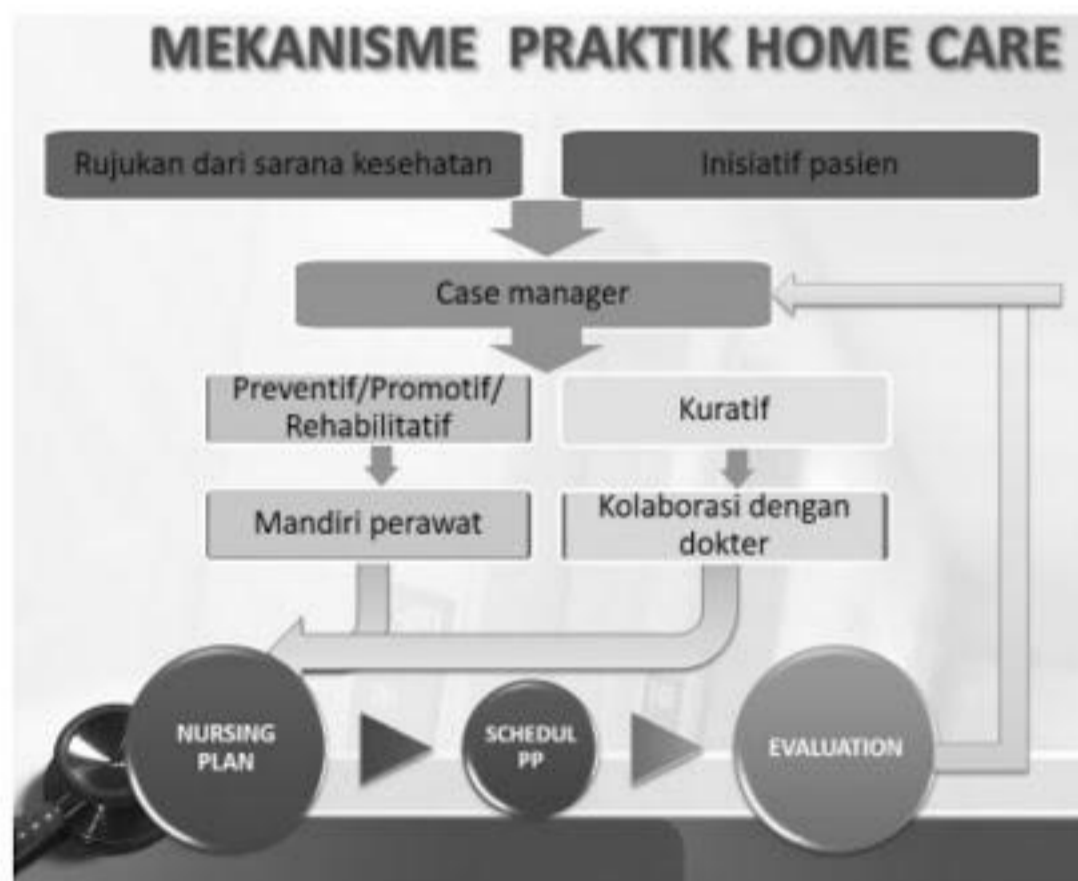 MEKANISME PRAKTIK HOME CARE
Rujukan dari sarana kesehatan
Inisiatif pasien
Case manager
Preventif/Promotif/
Rehabilitatif
Kuratif
Mandiri perawat
Kolaborasi dengan
dokter
NURSING
PLAN
SCHEDUL
PP
EVALUATION